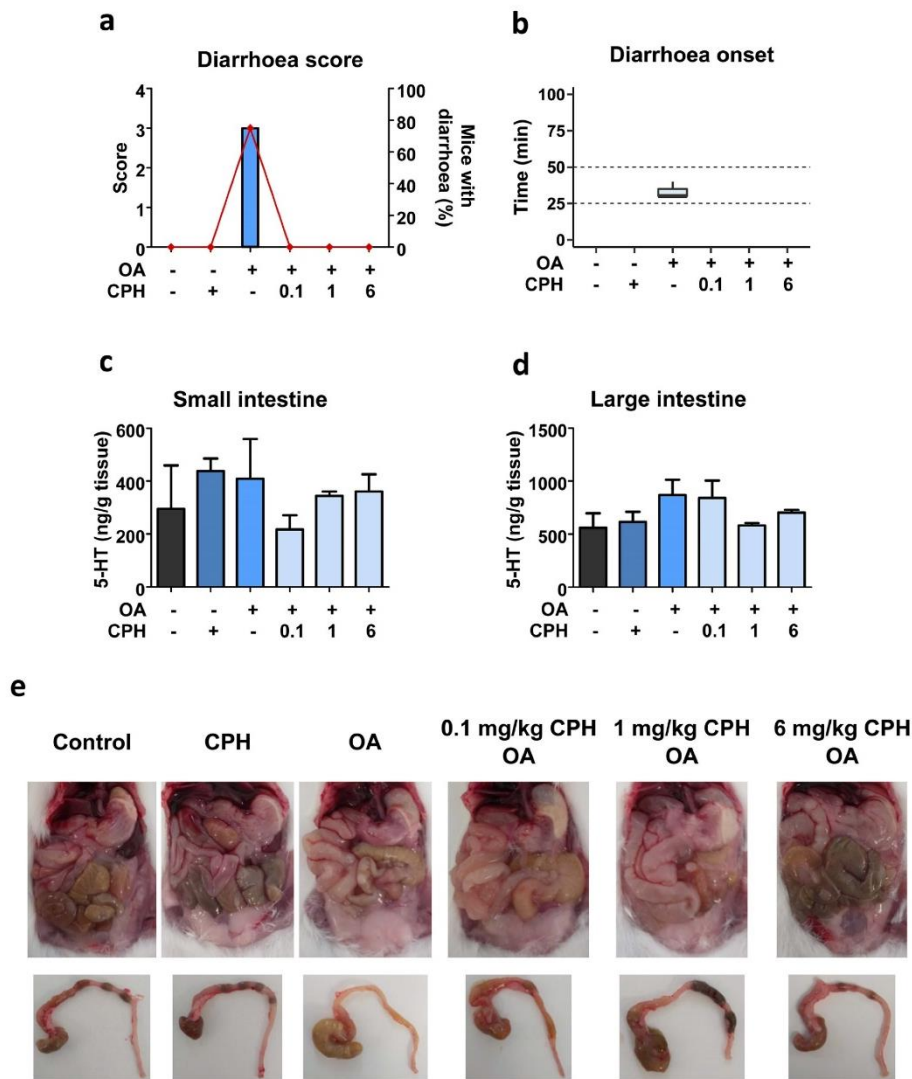 a
Diarrhoea score
4
3
2
1
0
Score
100
80
60
40
20
0
Mice with
diarrhoea (%)
OA - - + + + +
CPH - + - 0.1 1 6
b
Diarrhoea onset
100
75
50
25
0
Time (min)
OA - - + + + +
CPH - + - 0.1 1 6
c
Small intestine
600
400
200
0
5-HT (ng/g tissue)
OA - - + + + +
CPH - + - 0.1 1 6
d
Large intestine
1500
1000
500
0
5-HT (ng/g tissue)
OA - - + + + +
CPH - + - 0.1 1 6
e
Control
CPH
OA
0.1 mg/kg CPH
OA
1 mg/kg CPH
OA
6 mg/kg CPH
OA